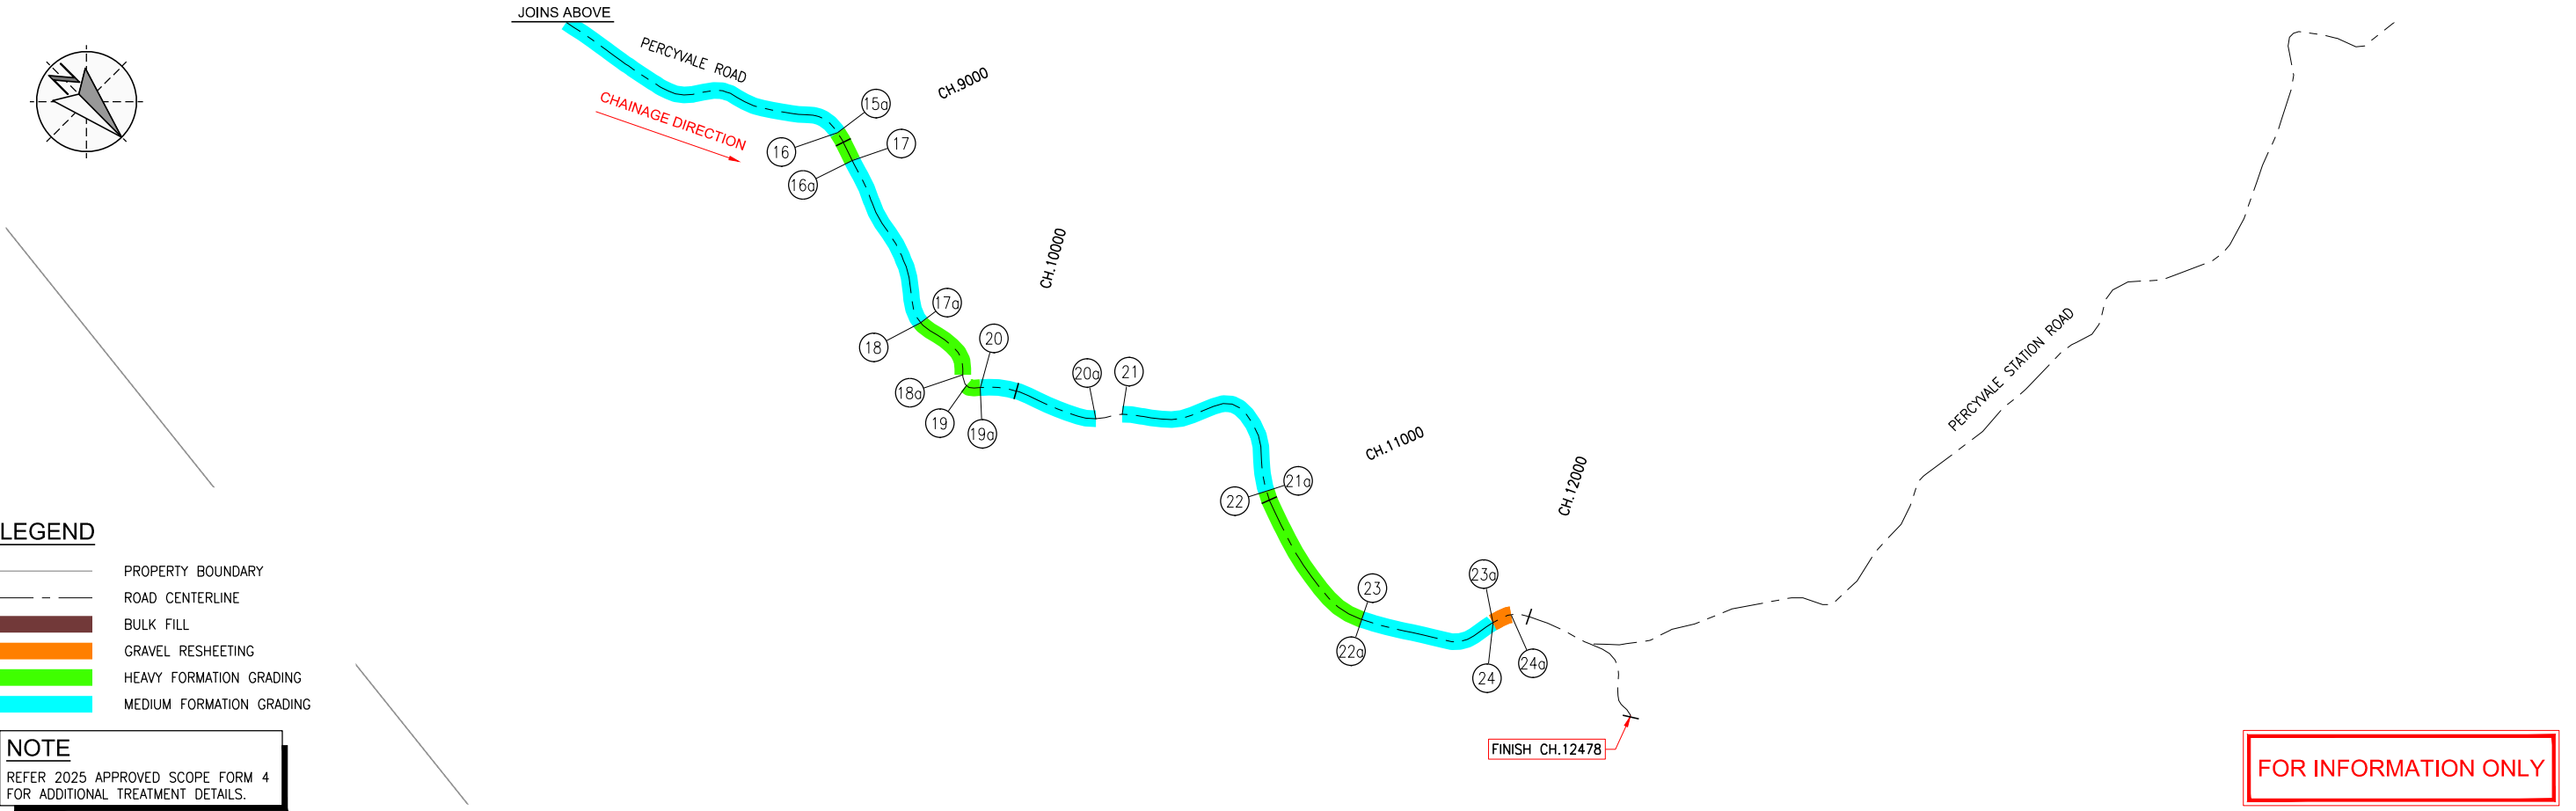 JOINS ABOVE
N
PERCYVALE ROAD
CHAINAGE DIRECTION
CH.9000
15a
16
17
16a
CH.10000
17a
18
20
18a
19
19a
20a
21
CH.11000
21a
22
CH.12000
23
23a
22a
24
24a
PERCYVALE STATION ROAD
FINISH CH.12478
LEGEND
PROPERTY BOUNDARY
ROAD CENTERLINE
BULK FILL
GRAVEL RESHEETING
HEAVY FORMATION GRADING
MEDIUM FORMATION GRADING
NOTE
REFER 2025 APPROVED SCOPE FORM 4
FOR ADDITIONAL TREATMENT DETAILS.
FOR INFORMATION ONLY